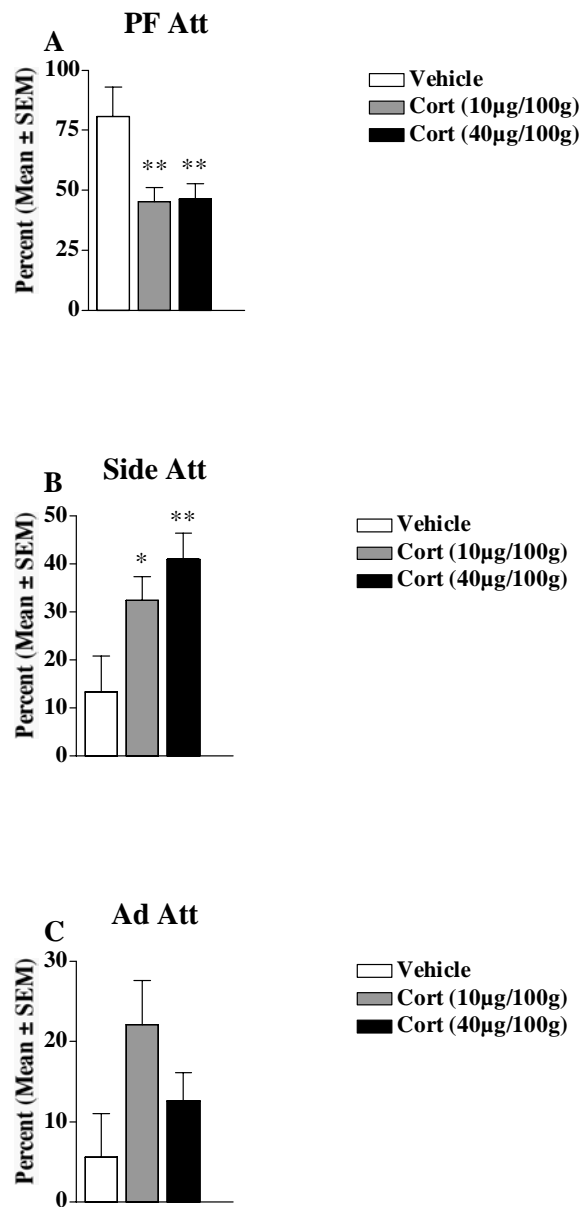 PF Att
A
Percent (Mean ± SEM)
100
75
50
25
0
** **
Vehicle
Cort (10µg/100g)
Cort (40µg/100g)
Side Att
B
Percent (Mean ± SEM)
50
40
30
20
10
0
* **
Vehicle
Cort (10µg/100g)
Cort (40µg/100g)
Ad Att
C
Percent (Mean ± SEM)
30
20
10
0
Vehicle
Cort (10µg/100g)
Cort (40µg/100g)